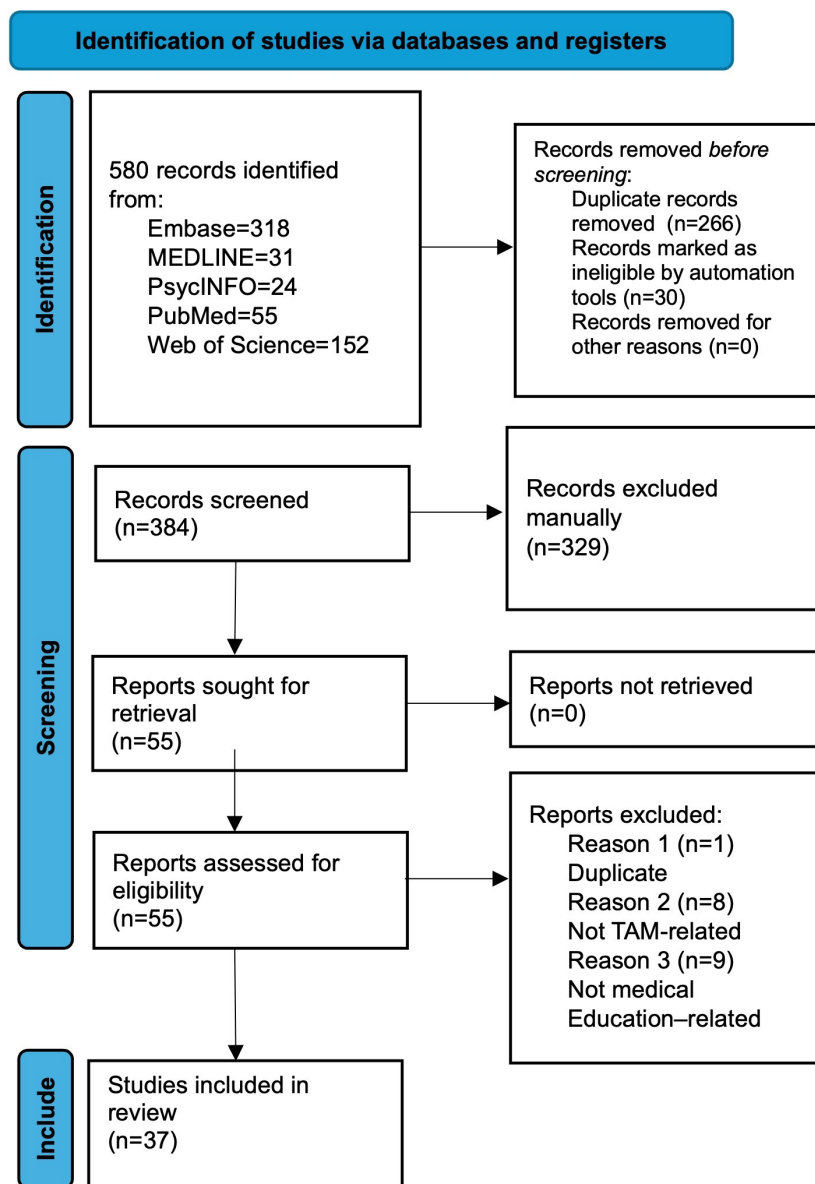 Identification of studies via databases and registers
Identification
580 records identified
from:
Embase=318
MEDLINE=31
PsycINFO=24
PubMed=55
Web of Science=152
Records removed before
screening:
Duplicate records
removed (n=266)
Records marked as
ineligible by automation
tools (n=30)
Records removed for
other reasons (n=0)
Screening
Records screened
(n=384)
Records excluded
manually
(n=329)
Reports sought for
retrieval
(n=55)
Reports not retrieved
(n=0)
Reports assessed for
eligibility
(n=55)
Reports excluded:
Reason 1 (n=1)
Duplicate
Reason 2 (n=8)
Not TAM-related
Reason 3 (n=9)
Not medical
Education–related
Include
Studies included in
review
(n=37)